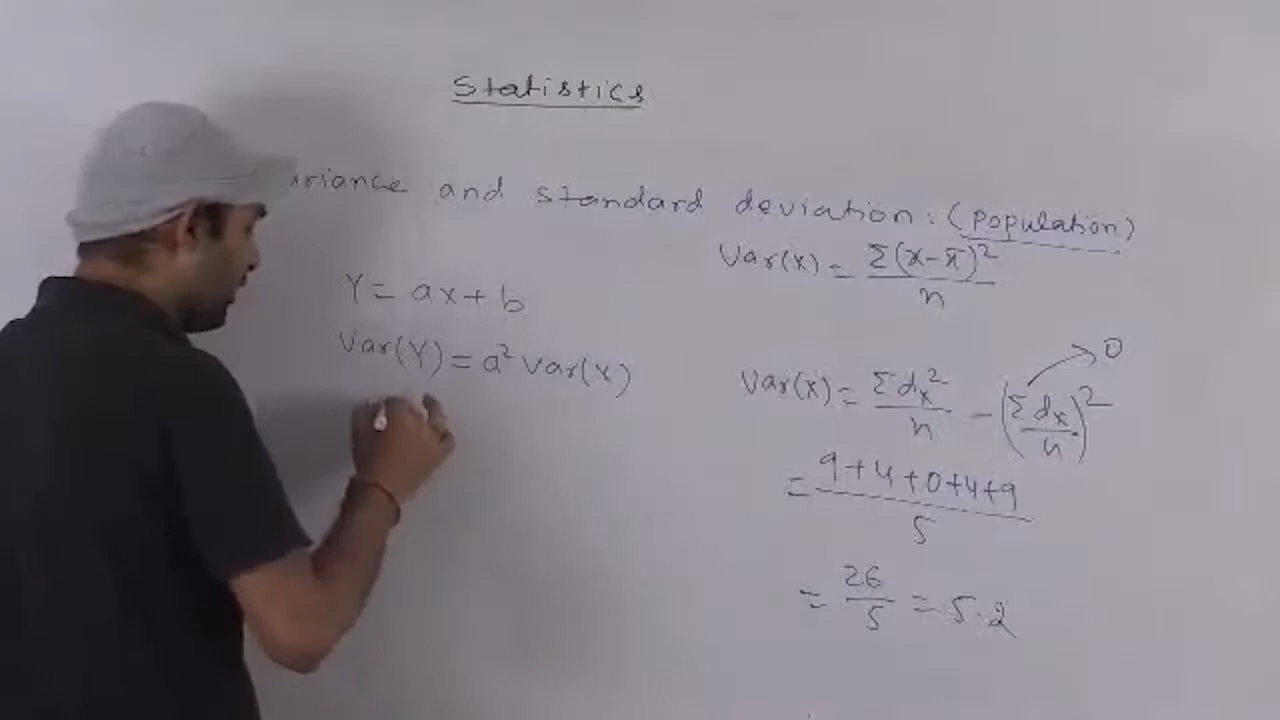 Statistics
ariance and standard deviation: (population)
Var(x) = Σ(x-x̄)² / n
Y = ax + b
Var(Y) = a² Var(x)
Var(x) = Σdx² / n - (Σdx / n)² → 0
= 9+4+0+4+9 / 5
= 26 / 5 = 5.2